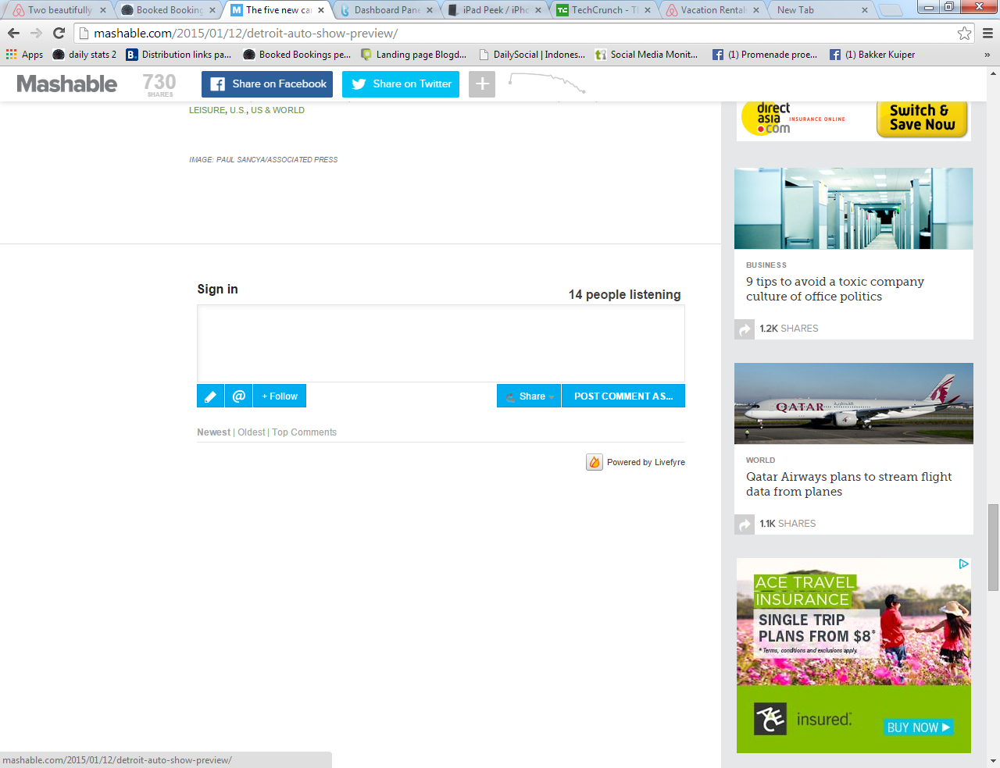 Two beautifully
Booked Booking
The five new ca
Dashboard Pane
iPad Peek / iPho
TechCrunch - Th
Vacation Rental
New Tab
mashable.com/2015/01/12/detroit-auto-show-preview/
Apps
daily stats 2
Distribution links pa...
Booked Bookings pe...
Landing page Blogd...
DailySocial | Indones...
Social Media Monit...
(1) Promenade proe...
(1) Bakker Kuiper
»
Mashable
730
SHARES
Share on Facebook
Share on Twitter
+
LEISURE, U.S., US & WORLD
IMAGE: PAUL SANCYA/ASSOCIATED PRESS
Sign in
14 people listening
@
+ Follow
Share
POST COMMENT AS...
Newest | Oldest | Top Comments
Powered by Livefyre
direct
asia
.com
INSURANCE ONLINE
Switch &
Save Now
BUSINESS
9 tips to avoid a toxic company
culture of office politics
1.2K SHARES
QATAR
القطرية
WORLD
Qatar Airways plans to stream flight
data from planes
1.1K SHARES
ACE TRAVEL
INSURANCE
SINGLE TRIP
PLANS FROM $8*
* Terms, conditions and exclusions apply.
ACE
insured.
BUY NOW
mashable.com/2015/01/12/detroit-auto-show-preview/